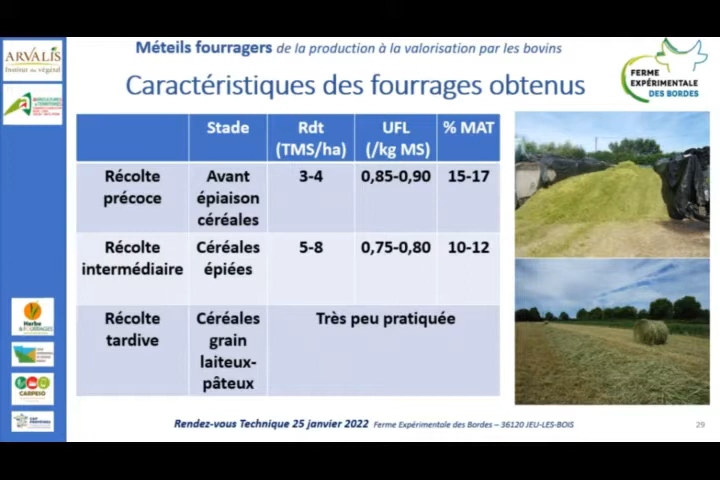 Méteils fourragers de la production à la valorisation par les bovins
ARVALIS
Institut du végétal
Caractéristiques des fourrages obtenus
FERME
EXPÉRIMENTALE
DES BORDES
Stade
Rdt
(TMS/ha)
UFL
(/kg MS)
% MAT
Récolte
précoce
Avant
épiaison
céréales
3-4
0,85-0,90
15-17
Récolte
intermédiaire
Céréales
épiées
5-8
0,75-0,80
10-12
Récolte
tardive
Céréales
grain
laiteux-
pâteux
Très peu pratiquée
Herbe
& FOURRAGES
CARPESO
Rendez-vous Technique 25 janvier 2022 Ferme Expérimentale des Bordes – 36120 JEU-LES-BOIS
29